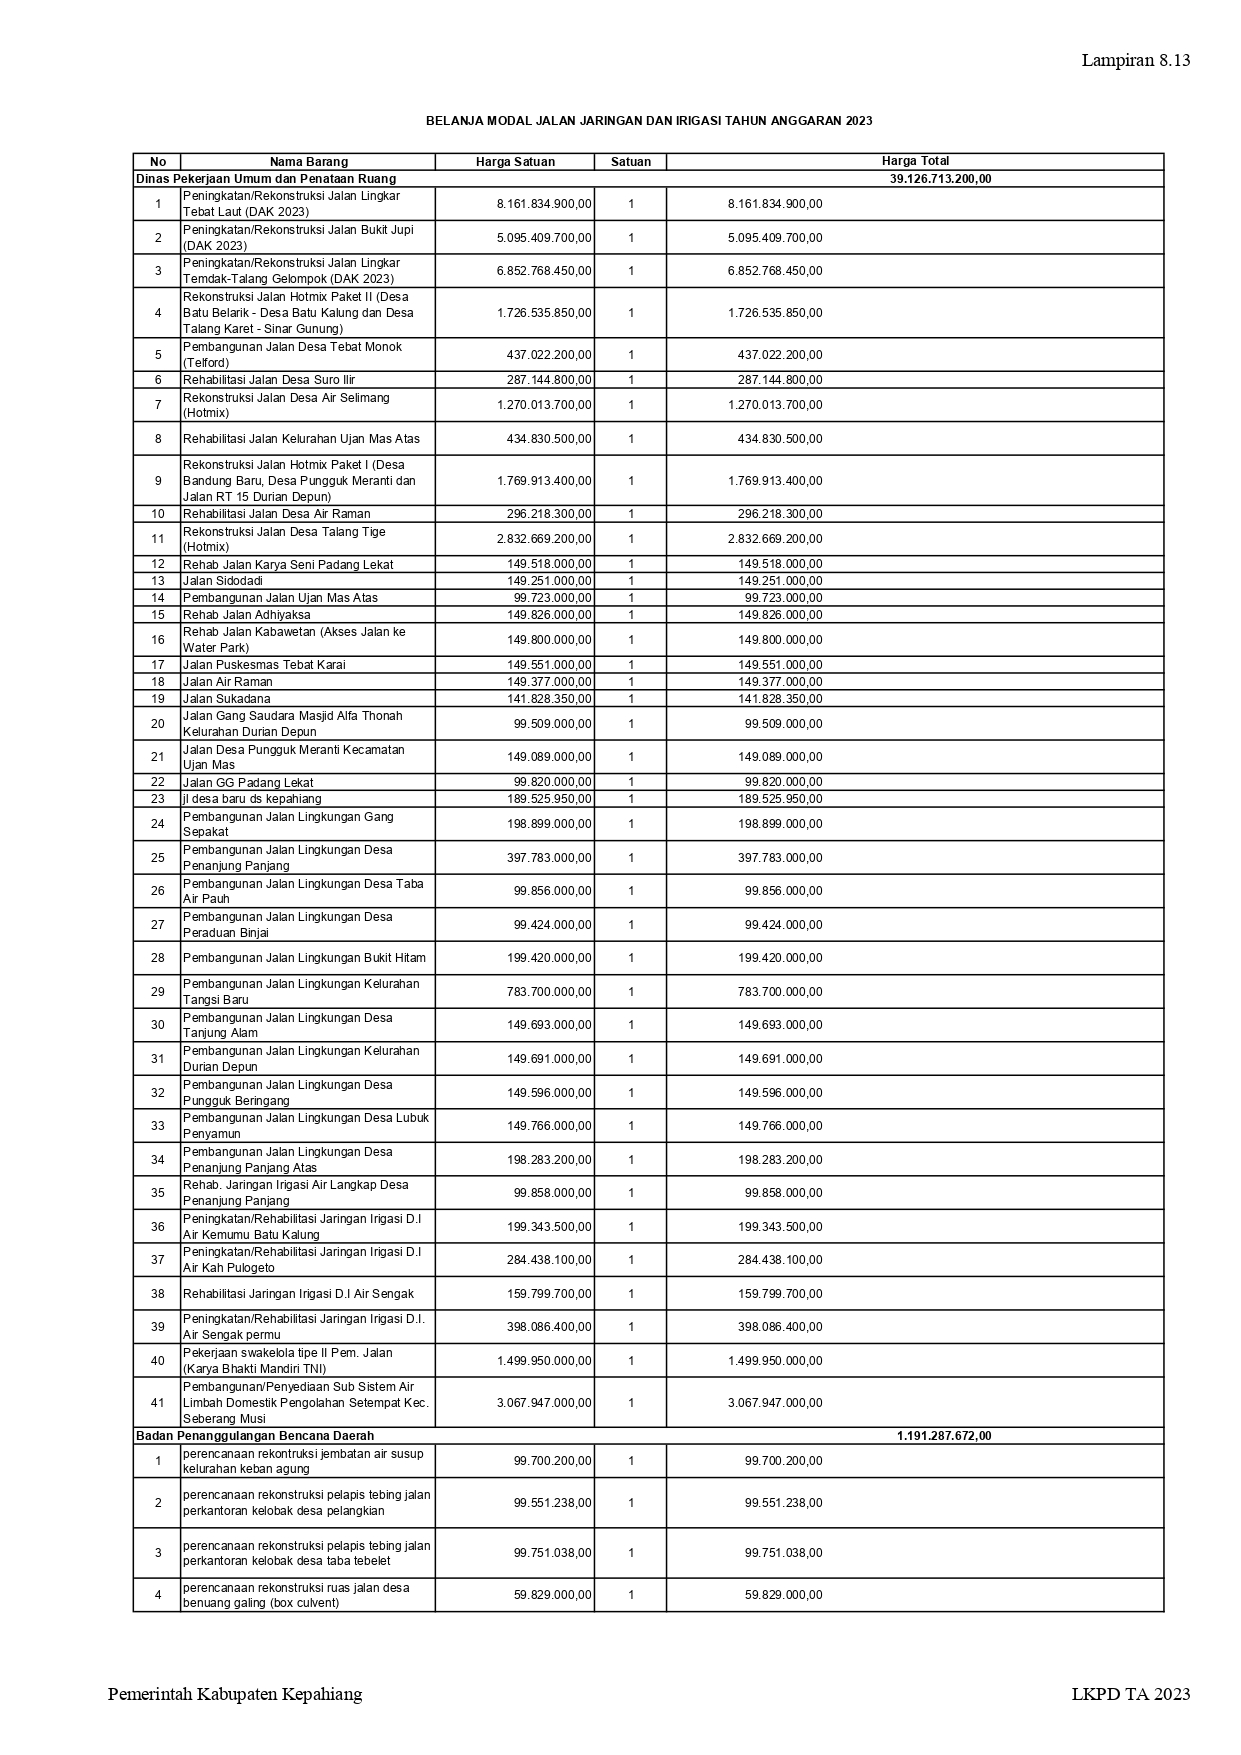 Lampiran 8.13
BELANJA MODAL JALAN JARINGAN DAN IRIGASI TAHUN ANGGARAN 2023
No Nama Barang Harga Satuan Satuan Harga Total
Dinas Pekerjaan Umum dan Penataan Ruang 39.126.713.200,00
1 Peningkatan/Rekonstruksi Jalan Lingkar
Tebat Laut (DAK 2023) 8.161.834.900,00 1 8.161.834.900,00
2 Peningkatan/Rekonstruksi Jalan Bukit Jupi
(DAK 2023) 5.095.409.700,00 1 5.095.409.700,00
3 Peningkatan/Rekonstruksi Jalan Lingkar
Temdak-Talang Gelompok (DAK 2023) 6.852.768.450,00 1 6.852.768.450,00
4 Rekonstruksi Jalan Hotmix Paket II (Desa
Batu Belarik - Desa Batu Kalung dan Desa
Talang Karet - Sinar Gunung) 1.726.535.850,00 1 1.726.535.850,00
5 Pembangunan Jalan Desa Tebat Monok
(Telford) 437.022.200,00 1 437.022.200,00
6 Rehabilitasi Jalan Desa Suro Ilir 287.144.800,00 1 287.144.800,00
7 Rekonstruksi Jalan Desa Air Selimang
(Hotmix) 1.270.013.700,00 1 1.270.013.700,00
8 Rehabilitasi Jalan Kelurahan Ujan Mas Atas 434.830.500,00 1 434.830.500,00
9 Rekonstruksi Jalan Hotmix Paket I (Desa
Bandung Baru, Desa Pungguk Meranti dan
Jalan RT 15 Durian Depun) 1.769.913.400,00 1 1.769.913.400,00
10 Rehabilitasi Jalan Desa Air Raman 296.218.300,00 1 296.218.300,00
11 Rekonstruksi Jalan Desa Talang Tige
(Hotmix) 2.832.669.200,00 1 2.832.669.200,00
12 Rehab Jalan Karya Seni Padang Lekat 149.518.000,00 1 149.518.000,00
13 Jalan Sidodadi 149.251.000,00 1 149.251.000,00
14 Pembangunan Jalan Ujan Mas Atas 99.723.000,00 1 99.723.000,00
15 Rehab Jalan Adhiyaksa 149.826.000,00 1 149.826.000,00
16 Rehab Jalan Kabawetan (Akses Jalan ke
Water Park) 149.800.000,00 1 149.800.000,00
17 Jalan Puskesmas Tebat Karai 149.551.000,00 1 149.551.000,00
18 Jalan Air Raman 149.377.000,00 1 149.377.000,00
19 Jalan Sukadana 141.828.350,00 1 141.828.350,00
20 Jalan Gang Saudara Masjid Alfa Thonah
Kelurahan Durian Depun 99.509.000,00 1 99.509.000,00
21 Jalan Desa Pungguk Meranti Kecamatan
Ujan Mas 149.089.000,00 1 149.089.000,00
22 Jalan GG Padang Lekat 99.820.000,00 1 99.820.000,00
23 jl desa baru ds kepahiang 189.525.950,00 1 189.525.950,00
24 Pembangunan Jalan Lingkungan Gang
Sepakat 198.899.000,00 1 198.899.000,00
25 Pembangunan Jalan Lingkungan Desa
Penanjung Panjang 397.783.000,00 1 397.783.000,00
26 Pembangunan Jalan Lingkungan Desa Taba
Air Pauh 99.856.000,00 1 99.856.000,00
27 Pembangunan Jalan Lingkungan Desa
Peraduan Binjai 99.424.000,00 1 99.424.000,00
28 Pembangunan Jalan Lingkungan Bukit Hitam 199.420.000,00 1 199.420.000,00
29 Pembangunan Jalan Lingkungan Kelurahan
Tangsi Baru 783.700.000,00 1 783.700.000,00
30 Pembangunan Jalan Lingkungan Desa
Tanjung Alam 149.693.000,00 1 149.693.000,00
31 Pembangunan Jalan Lingkungan Kelurahan
Durian Depun 149.691.000,00 1 149.691.000,00
32 Pembangunan Jalan Lingkungan Desa
Pungguk Beringang 149.596.000,00 1 149.596.000,00
33 Pembangunan Jalan Lingkungan Desa Lubuk
Penyamun 149.766.000,00 1 149.766.000,00
34 Pembangunan Jalan Lingkungan Desa
Penanjung Panjang Atas 198.283.200,00 1 198.283.200,00
35 Rehab. Jaringan Irigasi Air Langkap Desa
Penanjung Panjang 99.858.000,00 1 99.858.000,00
36 Peningkatan/Rehabilitasi Jaringan Irigasi D.I
Air Kemumu Batu Kalung 199.343.500,00 1 199.343.500,00
37 Peningkatan/Rehabilitasi Jaringan Irigasi D.I
Air Kah Pulogeto 284.438.100,00 1 284.438.100,00
38 Rehabilitasi Jaringan Irigasi D.I Air Sengak 159.799.700,00 1 159.799.700,00
39 Peningkatan/Rehabilitasi Jaringan Irigasi D.I.
Air Sengak permu 398.086.400,00 1 398.086.400,00
40 Pekerjaan swakelola tipe II Pem. Jalan
(Karya Bhakti Mandiri TNI) 1.499.950.000,00 1 1.499.950.000,00
41 Pembangunan/Penyediaan Sub Sistem Air
Limbah Domestik Pengolahan Setempat Kec.
Seberang Musi 3.067.947.000,00 1 3.067.947.000,00
Badan Penanggulangan Bencana Daerah 1.191.287.672,00
1 perencanaan rekontruksi jembatan air susup
kelurahan keban agung 99.700.200,00 1 99.700.200,00
2 perencanaan rekonstruksi pelapis tebing jalan
perkantoran kelobak desa pelangkian 99.551.238,00 1 99.551.238,00
3 perencanaan rekonstruksi pelapis tebing jalan
perkantoran kelobak desa taba tebelet 99.751.038,00 1 99.751.038,00
4 perencanaan rekonstruksi ruas jalan desa
benuang galing (box culvent) 59.829.000,00 1 59.829.000,00
Pemerintah Kabupaten Kepahiang LKPD TA 2023